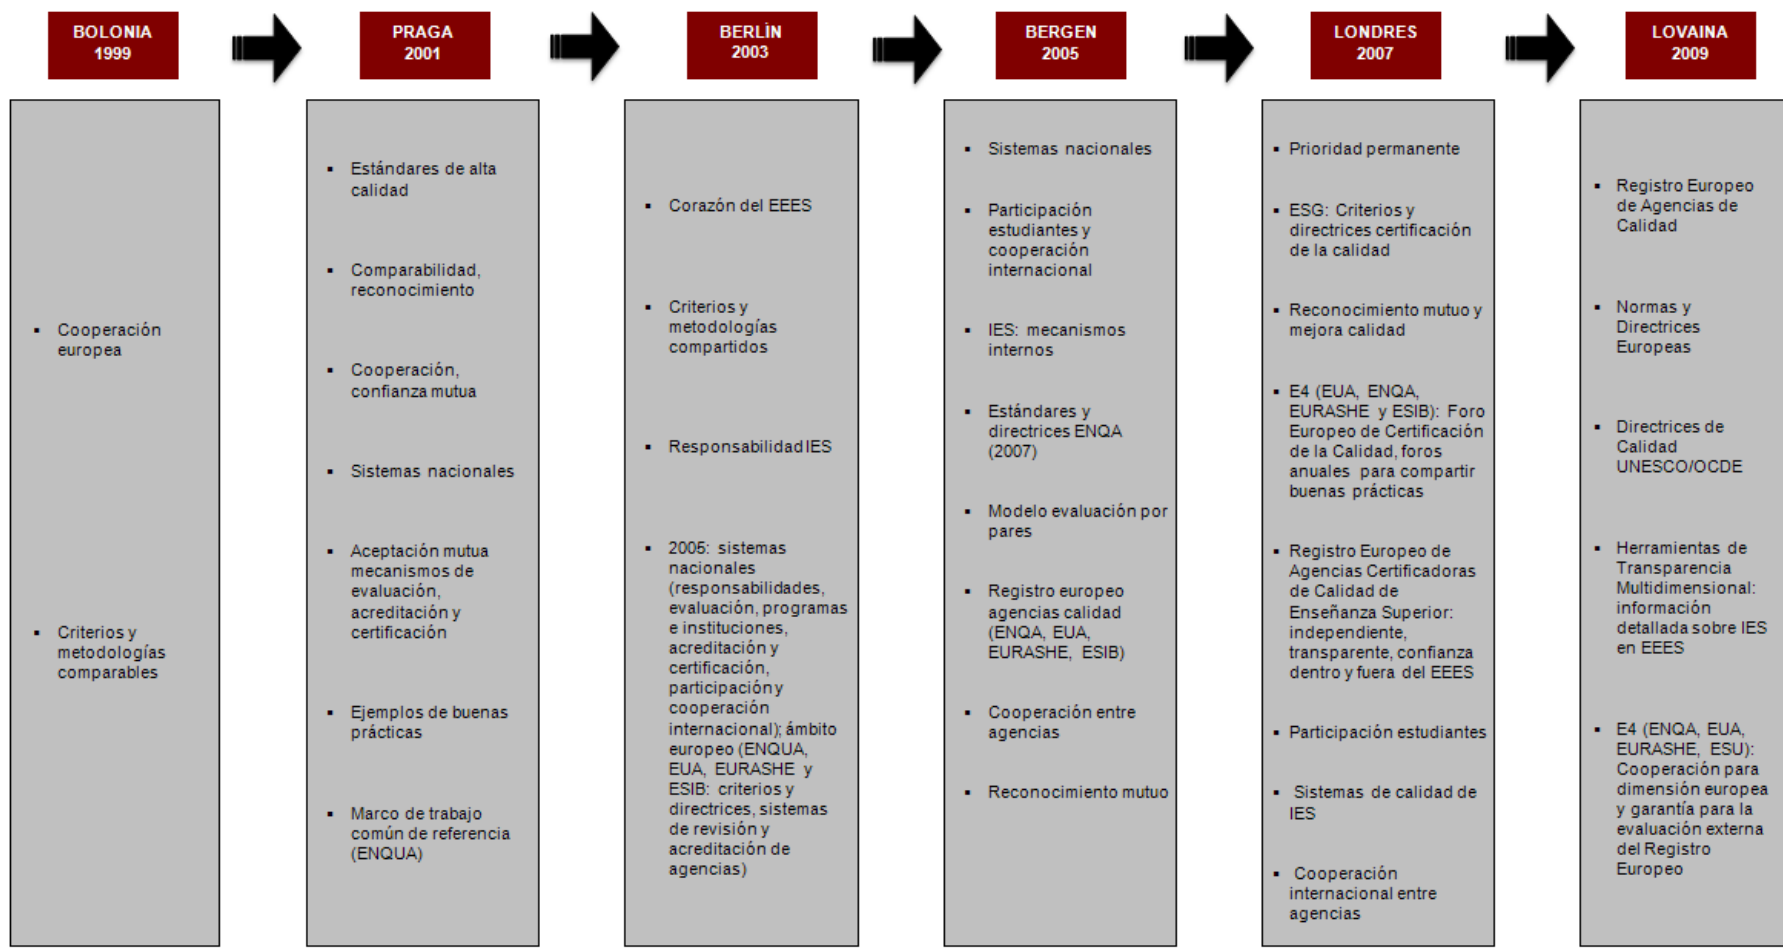 BOLONIA
1999
PRAGA
2001
BERLÌN
2003
BERGEN
2005
LONDRES
2007
LOVAINA
2009
▪ Cooperación
europea
▪ Criterios y
metodologías
comparables
▪ Estándares de alta
calidad
▪ Comparabilidad,
reconocimiento
▪ Cooperación,
confianza mutua
▪ Sistemas nacionales
▪ Aceptación mutua
mecanismos de
evaluación,
acreditación y
certificación
▪ Ejemplos de buenas
prácticas
▪ Marco de trabajo
común de referencia
(ENQUA)
▪ Corazón del EEES
▪ Criterios y
metodologías
compartidos
▪ Responsabilidad IES
▪ 2005: sistemas
nacionales
(responsabilidades,
evaluación, programas
e instituciones,
acreditación y
certificación,
participación y
cooperación
internacional); ámbito
europeo (ENQUA,
EUA, EURASHE y
ESIB: criterios y
directrices, sistemas
de revisión y
acreditación de
agencias)
▪ Sistemas nacionales
▪ Participación
estudiantes y
cooperación
internacional
▪ IES: mecanismos
internos
▪ Estándares y
directrices ENQA
(2007)
▪ Modelo evaluación por
pares
▪ Registro europeo
agencias calidad
(ENQA, EUA,
EURASHE, ESIB)
▪ Cooperación entre
agencias
▪ Reconocimiento mutuo
▪ Prioridad permanente
▪ ESG: Criterios y
directrices certificación
de la calidad
▪ Reconocimiento mutuo y
mejora calidad
▪ E4 (EUA, ENQA,
EURASHE y ESIB): Foro
Europeo de Certificación
de la Calidad, foros
anuales para compartir
buenas prácticas
▪ Registro Europeo de
Agencias Certificadoras
de Calidad de
Enseñanza Superior:
independiente,
transparente, confianza
dentro y fuera del EEES
▪ Participación estudiantes
▪ Sistemas de calidad de
IES
▪ Cooperación
internacional entre
agencias
▪ Registro Europeo
de Agencias de
Calidad
▪ Normas y
Directrices
Europeas
▪ Directrices de
Calidad
UNESCO/OCDE
▪ Herramientas de
Transparencia
Multidimensional:
información
detallada sobre IES
en EEES
▪ E4 (ENQA, EUA,
EURASHE, ESU):
Cooperación para
dimensión europea
y garantía para la
evaluación externa
del Registro
Europeo